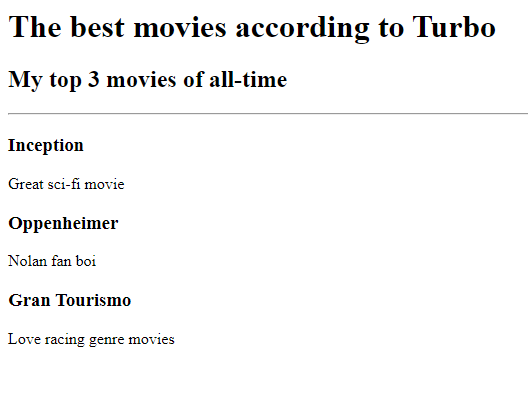 The best movies according to Turbo
My top 3 movies of all-time
Inception
Great sci-fi movie
Oppenheimer
Nolan fan boi
Gran Tourismo
Love racing genre movies